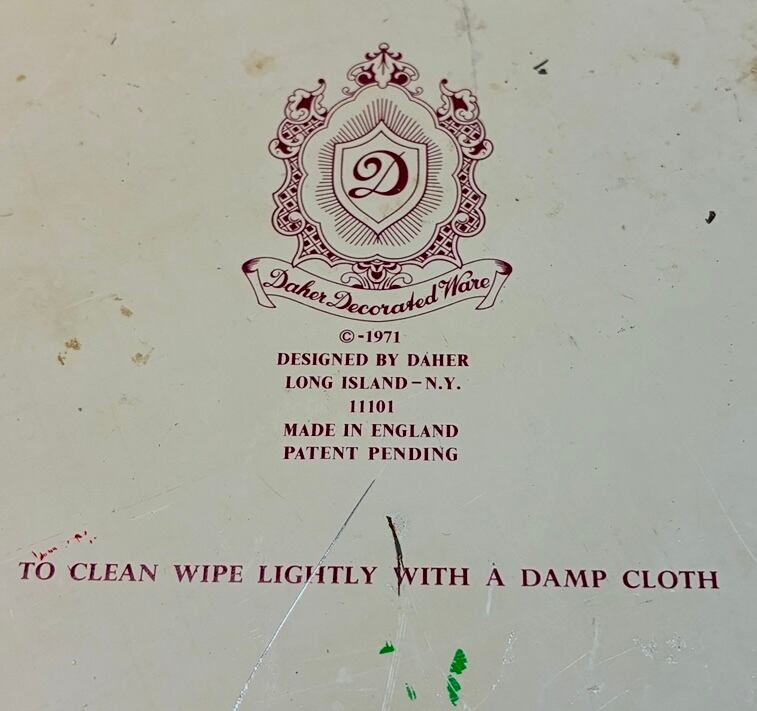 D
Daher Decorated Ware
©-1971
DESIGNED BY DAHER
LONG ISLAND-N.Y.
11101
MADE IN ENGLAND
PATENT PENDING
TO CLEAN WIPE LIGHTLY WITH A DAMP CLOTH